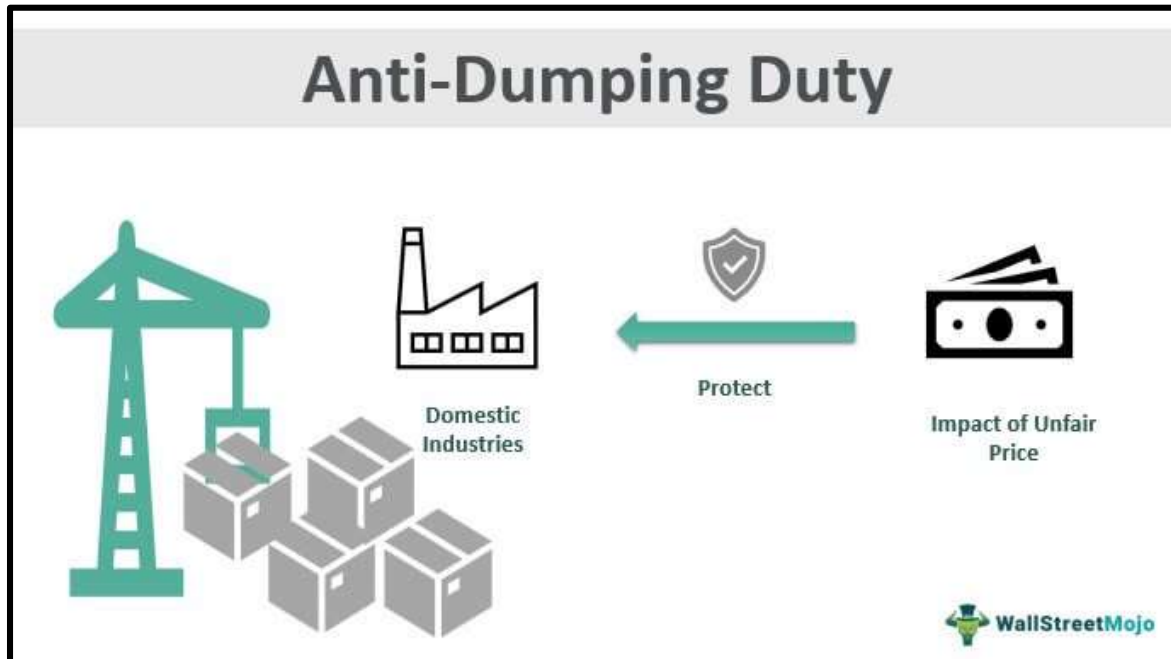 Anti-Dumping Duty
Domestic
Industries
Protect
Impact of Unfair
Price
WallStreetMojo